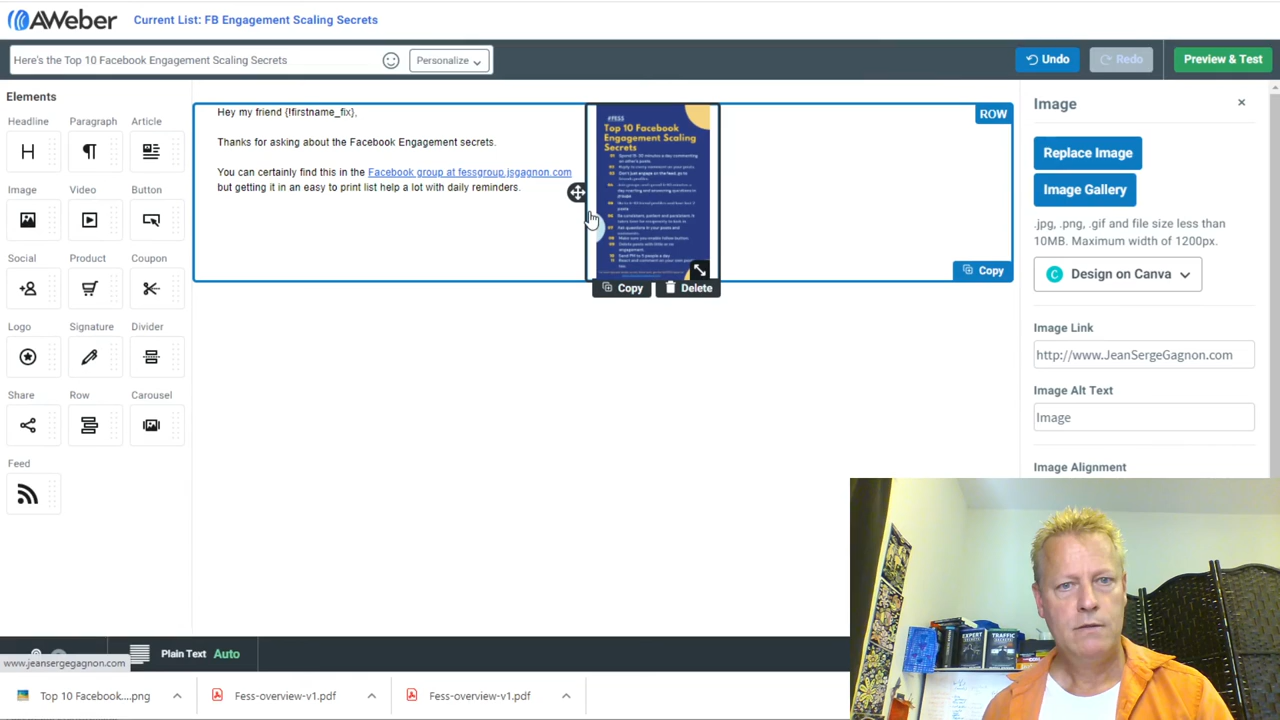 AWeber
Current List: FB Engagement Scaling Secrets
Here's the Top 10 Facebook Engagement Scaling Secrets
Personalize
Undo
Redo
Preview & Test
Elements
Headline
Paragraph
Article
Image
Video
Button
Social
Product
Coupon
Logo
Signature
Divider
Share
Row
Carousel
Feed
Hey my friend {!firstname_fix},
Thanks for asking about the Facebook Engagement secrets.
You can certainly find this in the Facebook group at fessgroup.jsgagnon.com
but getting it in an easy to print list help a lot with daily reminders.
#FESS
Top 10 Facebook
Engagement Scaling
Secrets
ROW
Copy
Copy
Delete
Image
Replace Image
Image Gallery
.jpg, .png, .gif and file size less than
10MB. Maximum width of 1200px.
Design on Canva
Image Link
http://www.JeanSergeGagnon.com
Image Alt Text
Image
Image Alignment
EXPERT
SECRETS
TRAFFIC
SECRETS
Plain Text Auto
www.jeansergegagnon.com
Top 10 Facebook....png
Fess-overview-v1.pdf
Fess-overview-v1.pdf